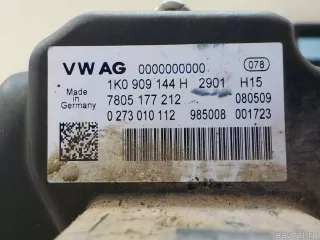 VW AG 0000000000 078
1K0 909 144 H 2901 H15
Made in Germany 7805 177 212 080509
0 273 010 112 985008 001723